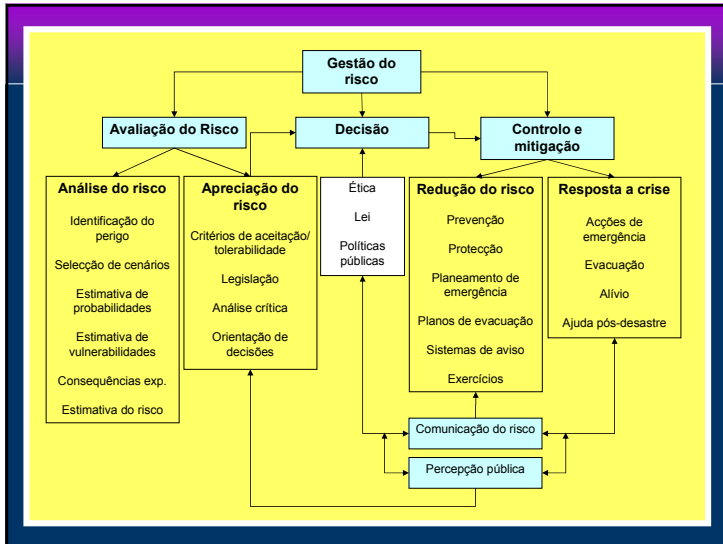 Gestão do
risco
Avaliação do Risco
Decisão
Controlo e
mitigação
Análise do risco
Identificação do
perigo
Selecção de cenários
Estimativa de
probabilidades
Estimativa de
vulnerabilidades
Consequências exp.
Estimativa do risco
Apreciação do
risco
Critérios de aceitação/
tolerabilidade
Legislação
Análise crítica
Orientação de
decisões
Ética
Lei
Políticas
públicas
Redução do risco
Prevenção
Protecção
Planeamento de
emergência
Planos de evacuação
Sistemas de aviso
Exercícios
Resposta a crise
Acções de
emergência
Evacuação
Alívio
Ajuda pós-desastre
Comunicação do risco
Percepção pública